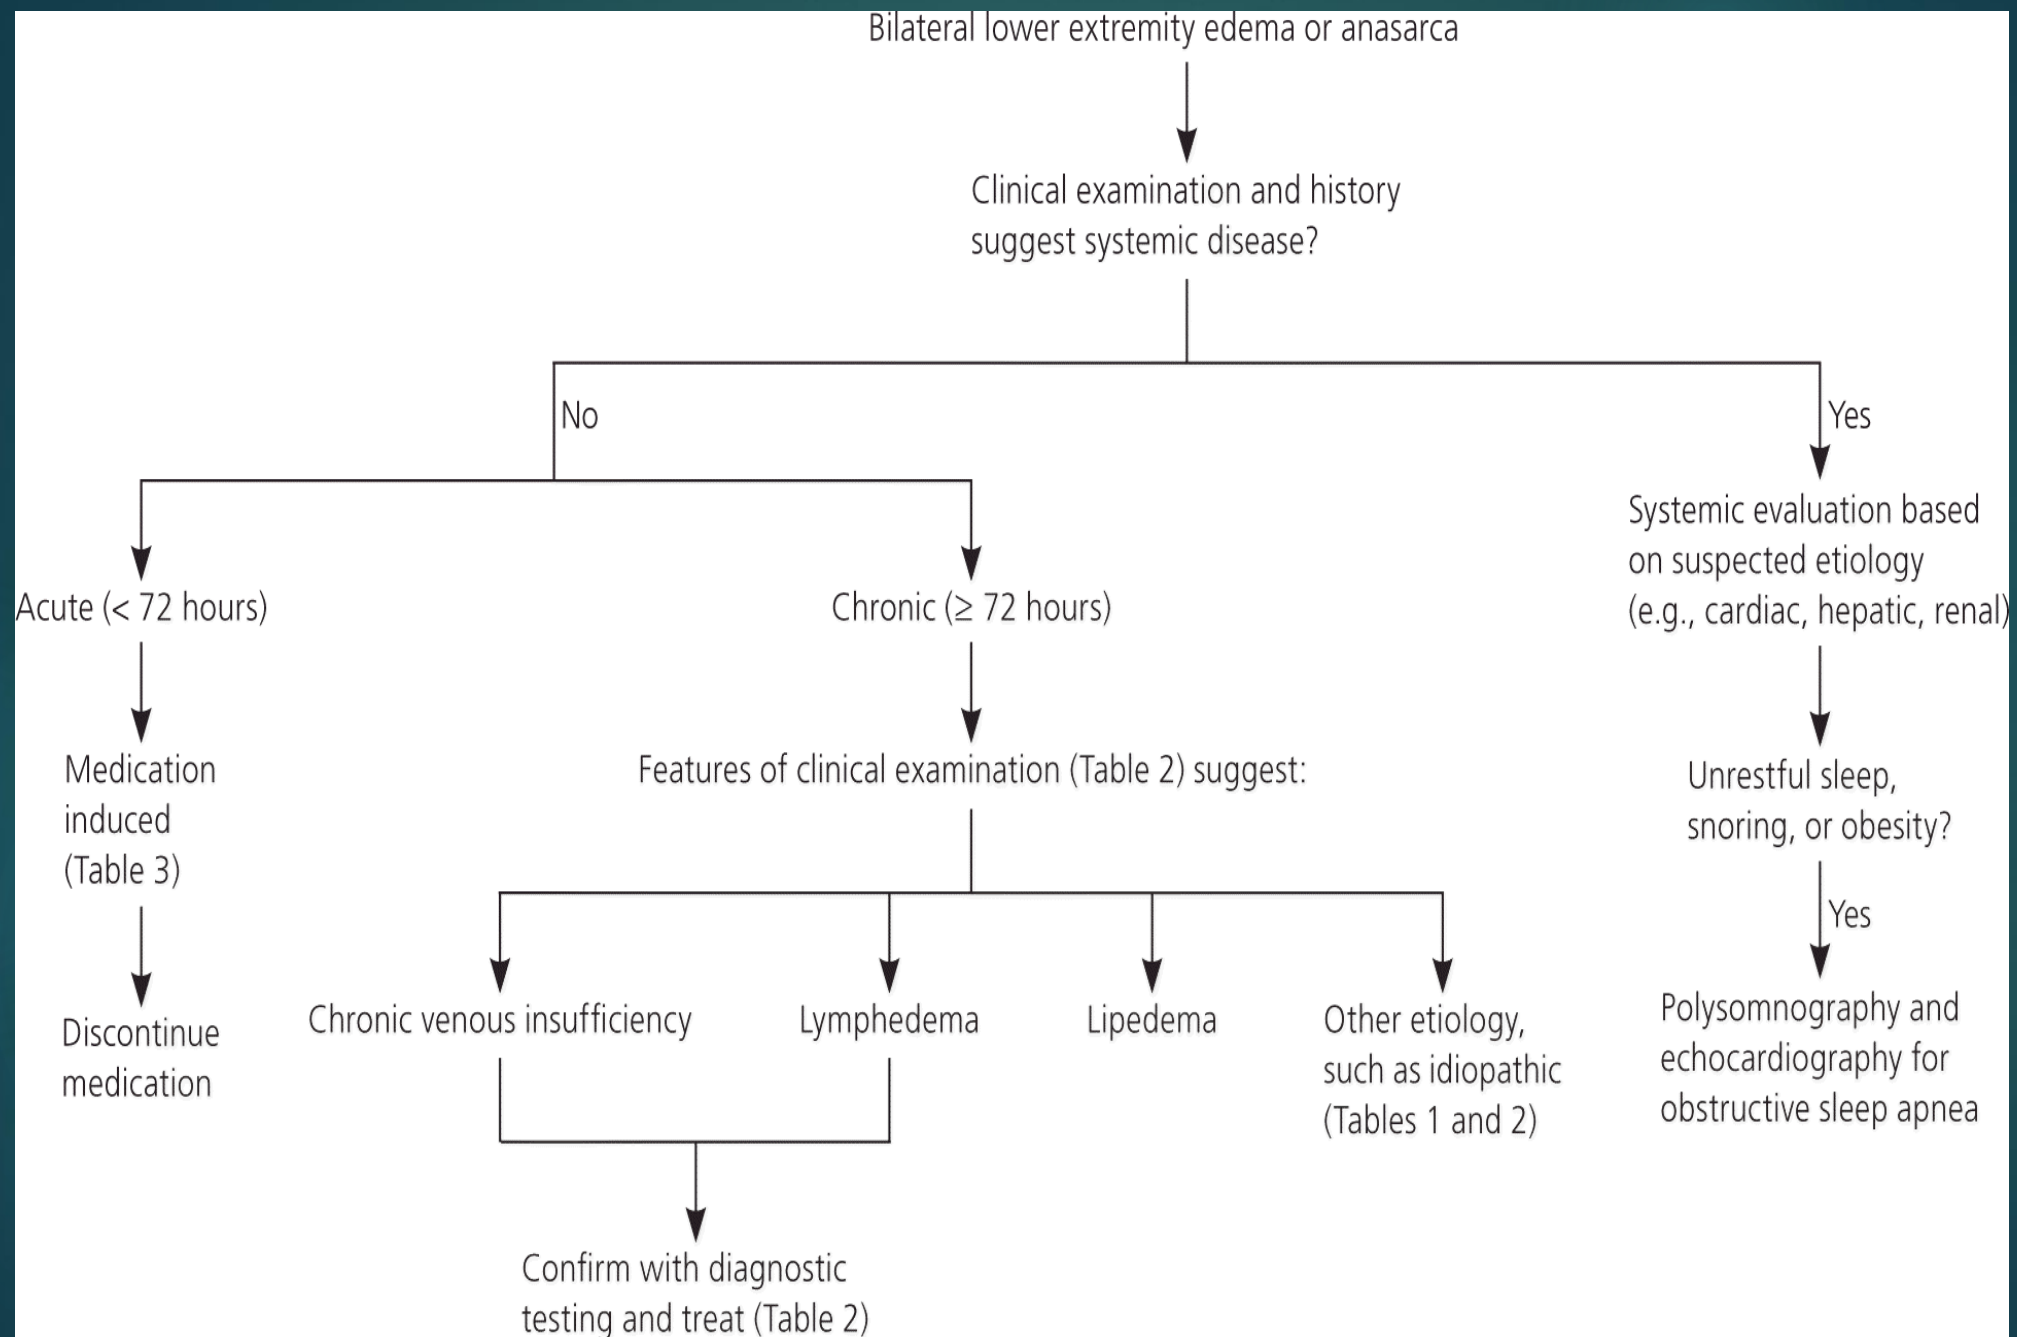 Bilateral lower extremity edema or anasarca
Clinical examination and history
suggest systemic disease?
No
Yes
Acute (< 72 hours)
Chronic (≥ 72 hours)
Systemic evaluation based
on suspected etiology
(e.g., cardiac, hepatic, renal)
Medication
induced
(Table 3)
Features of clinical examination (Table 2) suggest:
Unrestful sleep,
snoring, or obesity?
Yes
Discontinue
medication
Chronic venous insufficiency
Lymphedema
Lipedema
Other etiology,
such as idiopathic
(Tables 1 and 2)
Polysomnography and
echocardiography for
obstructive sleep apnea
Confirm with diagnostic
testing and treat (Table 2)